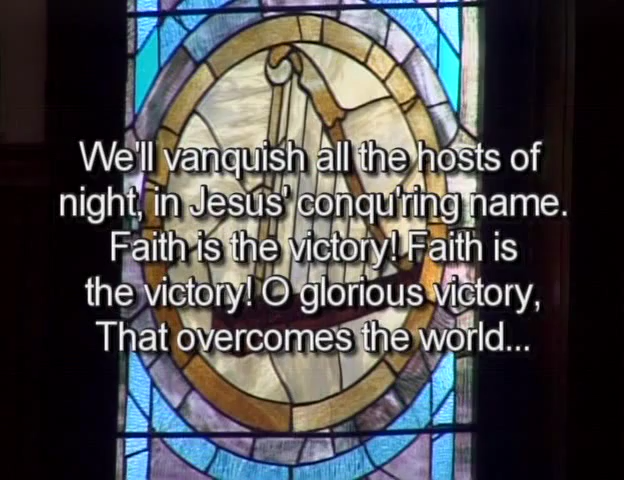 We'll vanquish all the hosts of
night, in Jesus' conqu'ring name.
Faith is the victory! Faith is
the victory! O glorious victory,
That overcomes the world...